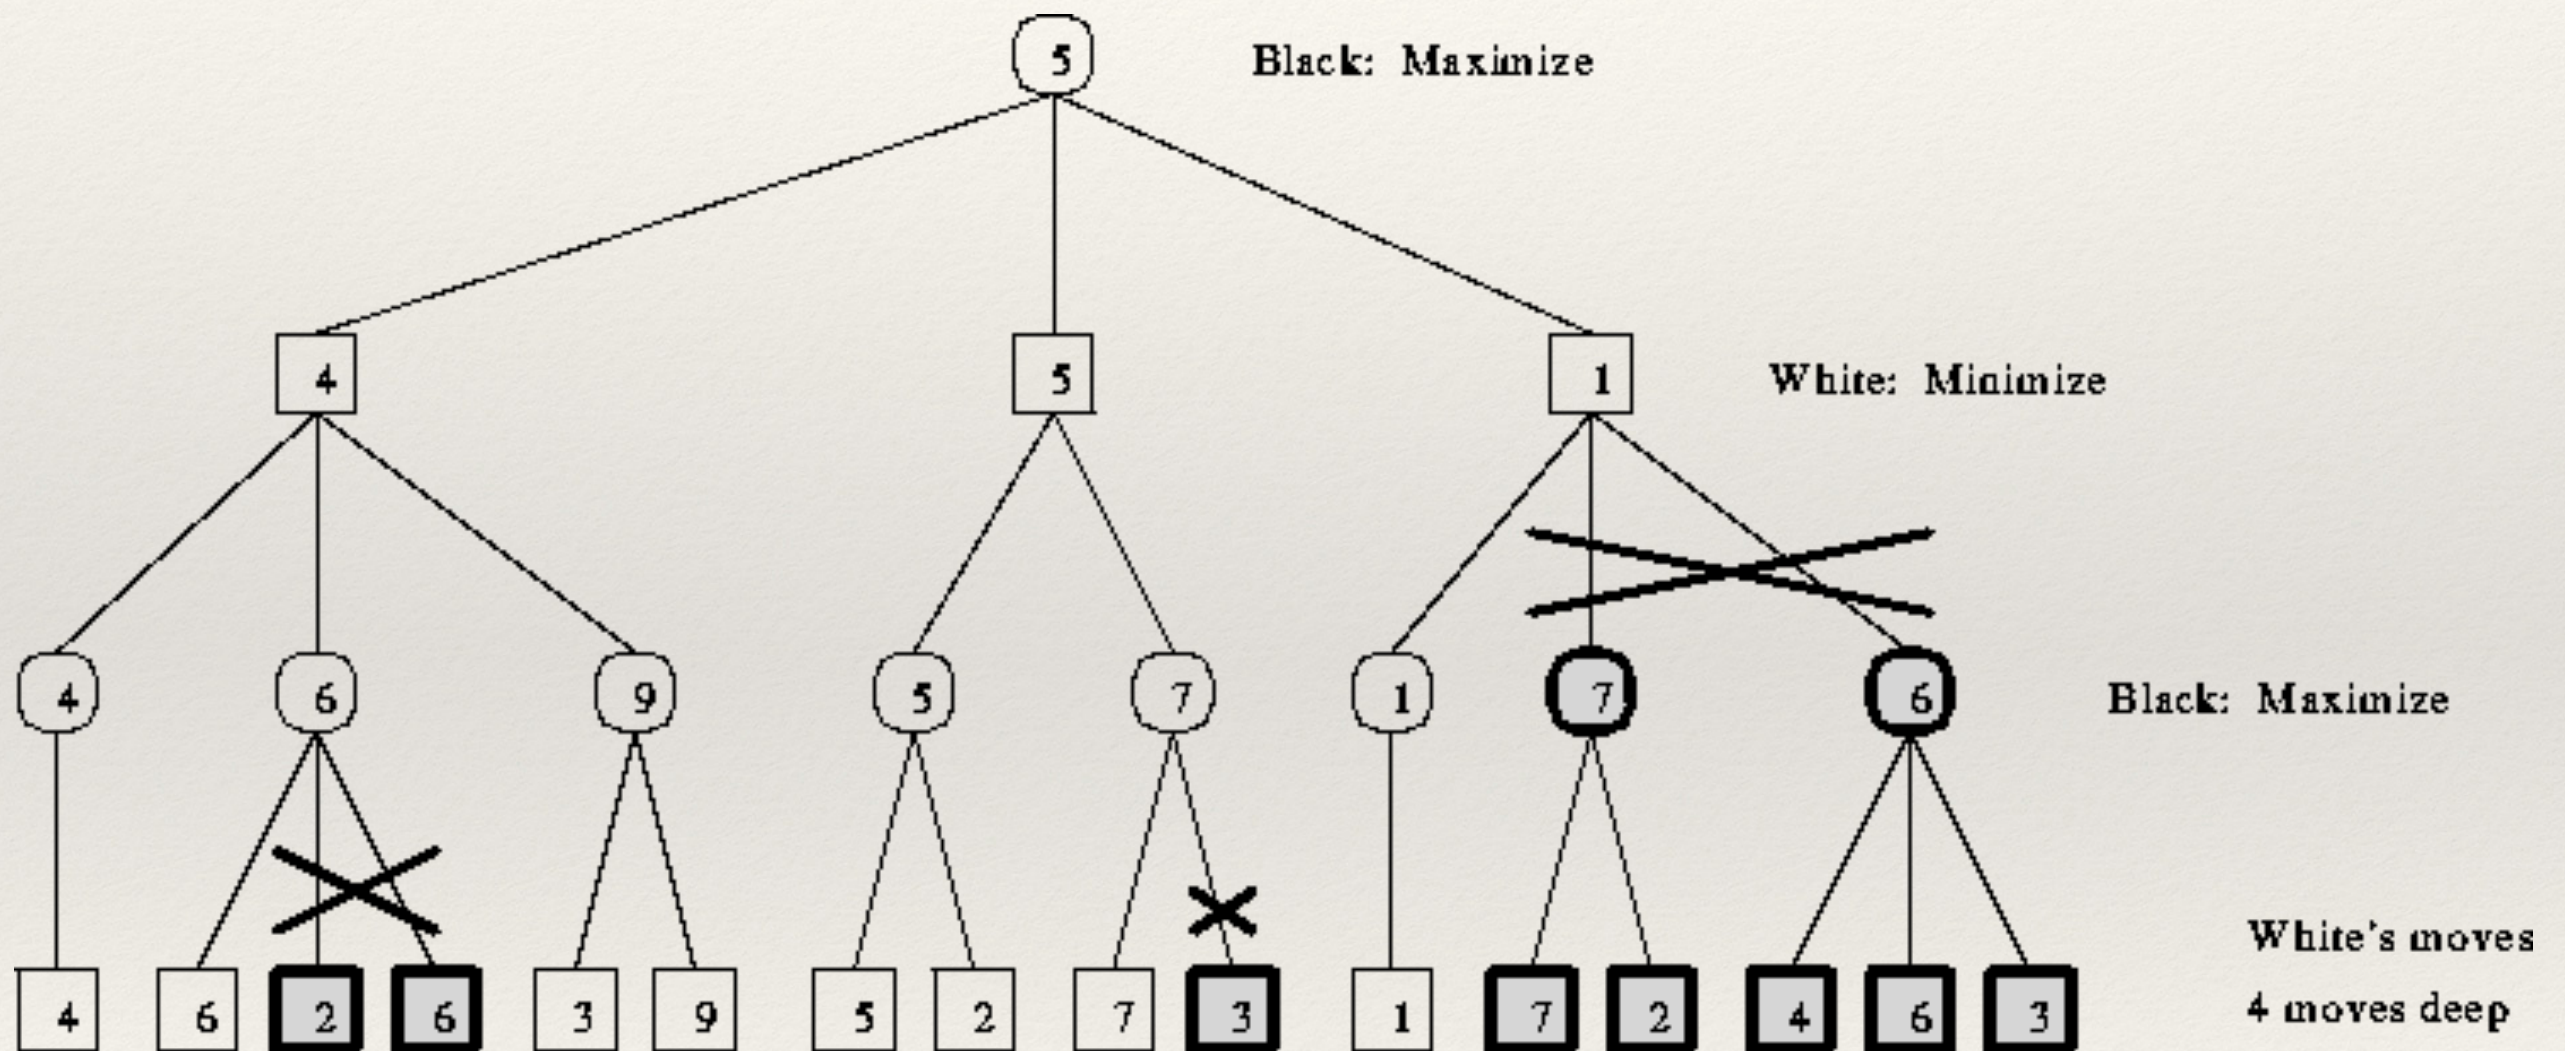 5 Black: Maximize
4 5 1 White: Minimize
4 6 9 5 7 1 7 6 Black: Maximize
White's moves
4 6 2 6 3 9 5 2 7 3 1 7 2 4 6 3 4 moves deep